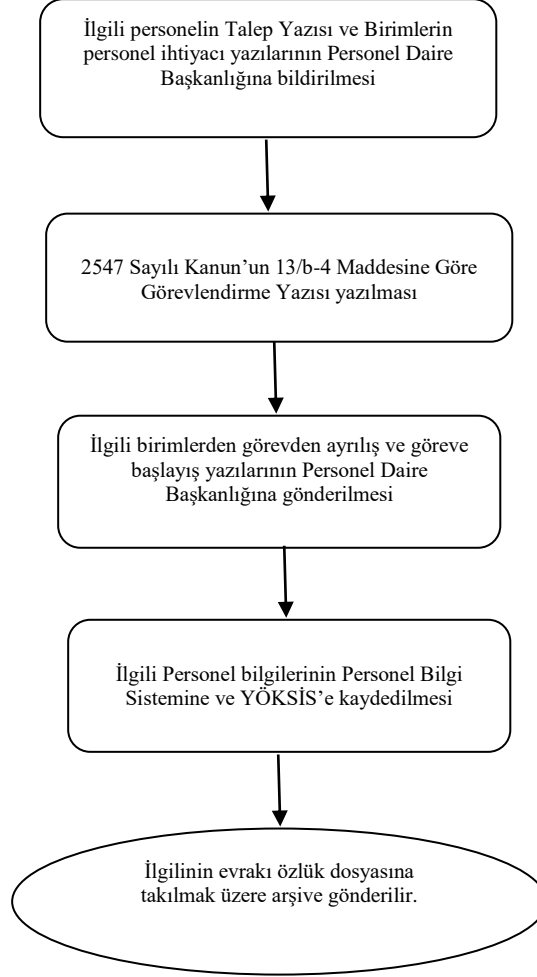 İlgili personelin Talep Yazısı ve Birimlerin
personel ihtiyacı yazılarının Personel Daire
Başkanlığına bildirilmesi
2547 Sayılı Kanun’un 13/b-4 Maddesine Göre
Görevlendirme Yazısı yazılması
İlgili birimlerden görevden ayrılış ve göreve
başlayış yazılarının Personel Daire
Başkanlığına gönderilmesi
İlgili Personel bilgilerinin Personel Bilgi
Sistemine ve YÖKSİS’e kaydedilmesi
İlgilinin evrakı özlük dosyasına
takılmak üzere arşive gönderilir.